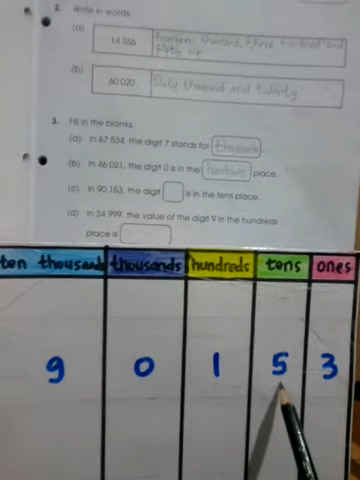 2. Write in words.
(a) 14 356 Fourteen thousand, three hundred and
fifty six
(b) 60 020 Sixty thousand and twenty
3. Fill in the blanks.
(a) In 67 534, the digit 7 stands for thousands
(b) In 46 021, the digit 0 is in the hundreds place.
(c) In 90 153, the digit is in the tens place.
(d) In 34 999, the value of the digit 9 in the hundreds
place is
ten thousands thousands hundreds tens ones
9 0 1 5 3